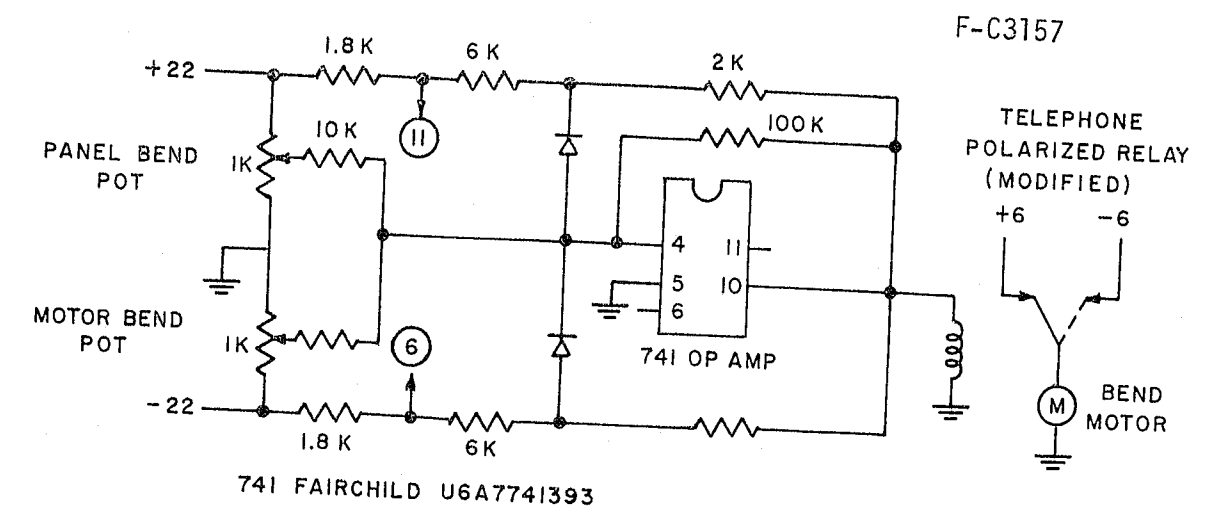 F-C3157
1.8 K
6 K
2 K
+22
11
100 K
TELEPHONE
POLARIZED RELAY
(MODIFIED)
10 K
PANEL BEND
POT
1K
+6
-6
4
11
5
10
6
MOTOR BEND
POT
1K
6
741 OP AMP
-22
M
BEND
MOTOR
1.8 K
6 K
741 FAIRCHILD U6A7741393